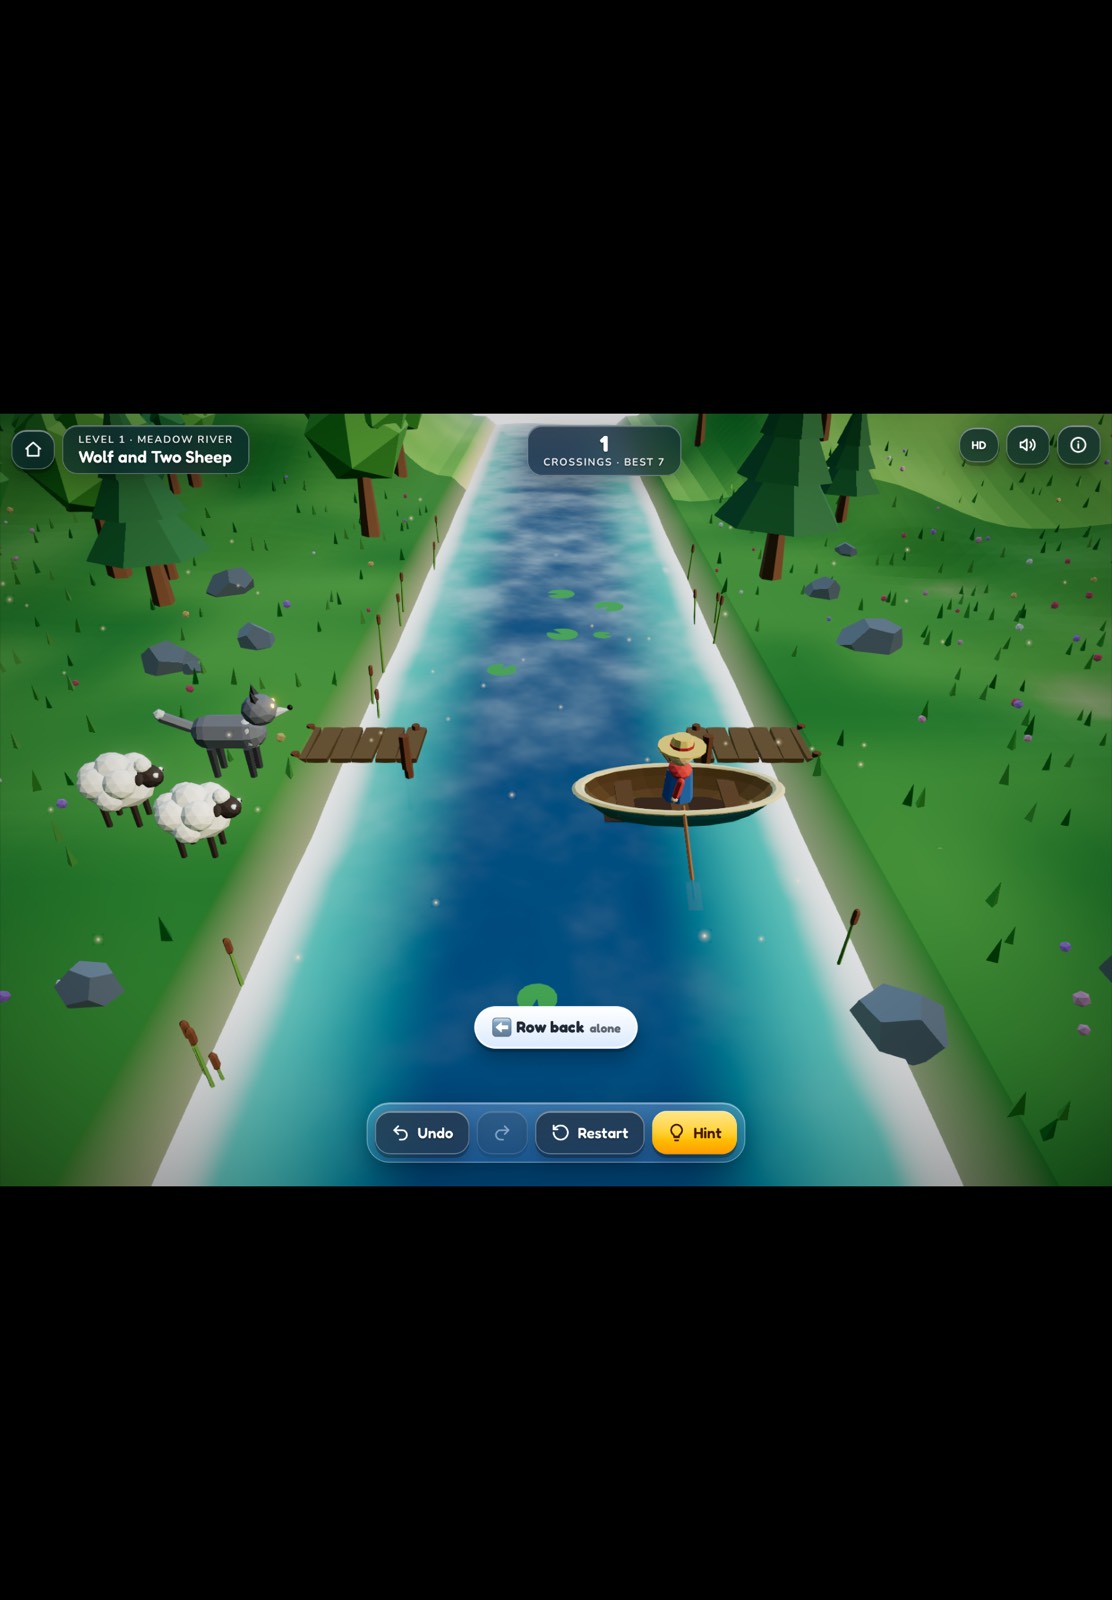 LEVEL 1 · MEADOW RIVER
Wolf and Two Sheep
1
CROSSINGS · BEST 7
HD
Row back alone
Undo
Restart
Hint